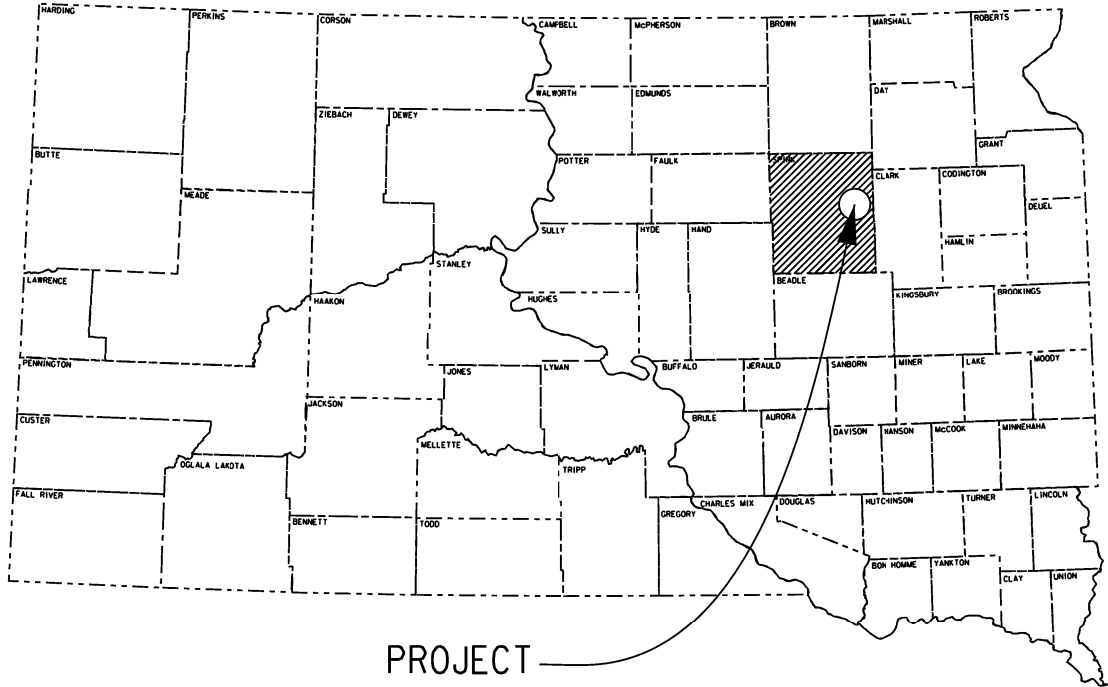 HARDING
PERKINS
CORSON
CAMPBELL
McPHERSON
BROWN
MARSHALL
ROBERTS
WALWORTH
EDMUNDS
DAY
ZIEBACH
DEWEY
GRANT
BUTTE
POTTER
FAULK
SPINK
CLARK
CODINGTON
MEADE
DEUEL
SULLY
HYDE
HAND
HAMLIN
STANLEY
LAWRENCE
BEADLE
HAAKON
HUGHES
KINGSBURY
BROOKINGS
PENNINGTON
JONES
LYMAN
BUFFALO
JERAULD
SANBORN
MINER
LAKE
MOODY
JACKSON
CUSTER
BRULE
AURORA
DAVISON
HANSON
McCOOK
MINNEHAHA
MELLETTE
OGLALA LAKOTA
TRIPP
FALL RIVER
CHARLES MIX
DOUGLAS
HUTCHINSON
TURNER
LINCOLN
GREGORY
BENNETT
TODD
BON HOMME
YANKTON
CLAY
UNION
PROJECT